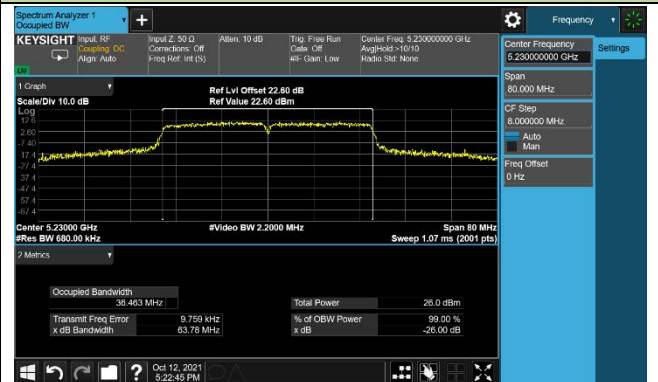 Spectrum Analyzer 1
Occupied BW
+
Frequency
KEYSIGHT
Input: RF
Coupling: DC
Align: Auto
Input Z: 50 Ω
Corrections: Off
Freq Ref: Int (S)
Atten: 10 dB
Trig: Free Run
Gate: Off
#IF Gain: Low
Center Freq: 5.230000000 GHz
Avg|Hold:>10/10
Radio Std: None
Center Frequency
5.230000000 GHz
Settings
Span
80.000 MHz
CF Step
8.000000 MHz
Auto
Man
Freq Offset
0 Hz
1 Graph
Scale/Div 10.0 dB
Ref Lvl Offset 22.60 dB
Ref Value 22.60 dBm
Log
12.6
2.60
-7.40
-17.4
-27.4
-37.4
-47.4
-57.4
-67.4
Center 5.23000 GHz
#Video BW 2.2000 MHz
Span 80 MHz
#Res BW 680.00 kHz
Sweep 1.07 ms (2001 pts)
2 Metrics
Occupied Bandwidth
36.463 MHz
Total Power
26.0 dBm
Transmit Freq Error
9.759 kHz
% of OBW Power
99.00 %
x dB Bandwidth
63.78 MHz
x dB
-26.00 dB
?
Oct 12, 2021
5:22:45 PM